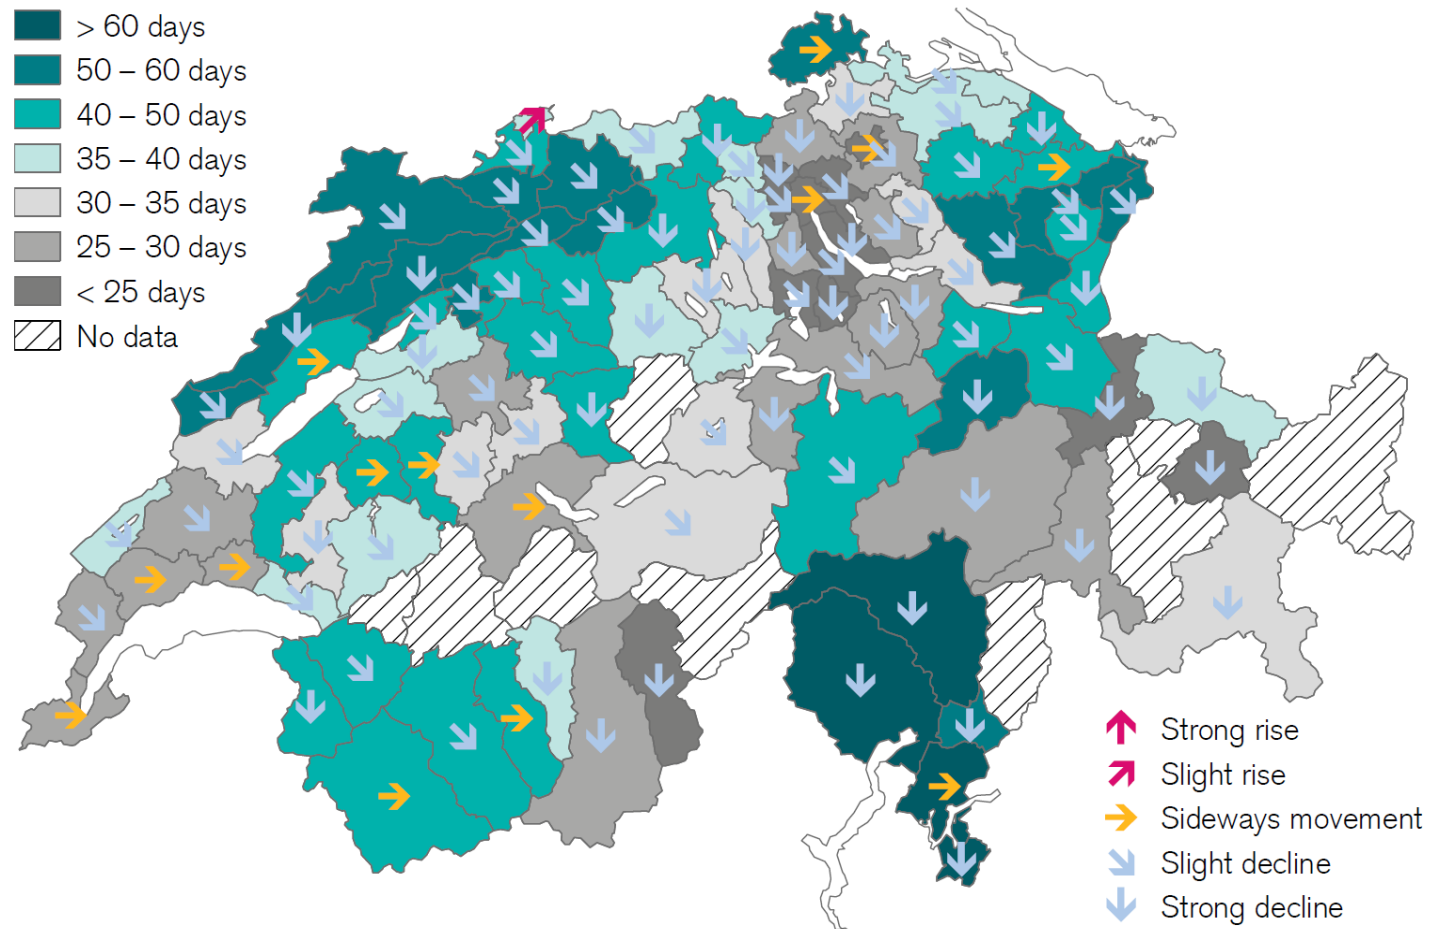 > 60 days
50 – 60 days
40 – 50 days
35 – 40 days
30 – 35 days
25 – 30 days
< 25 days
No data
Strong rise
Slight rise
Sideways movement
Slight decline
Strong decline